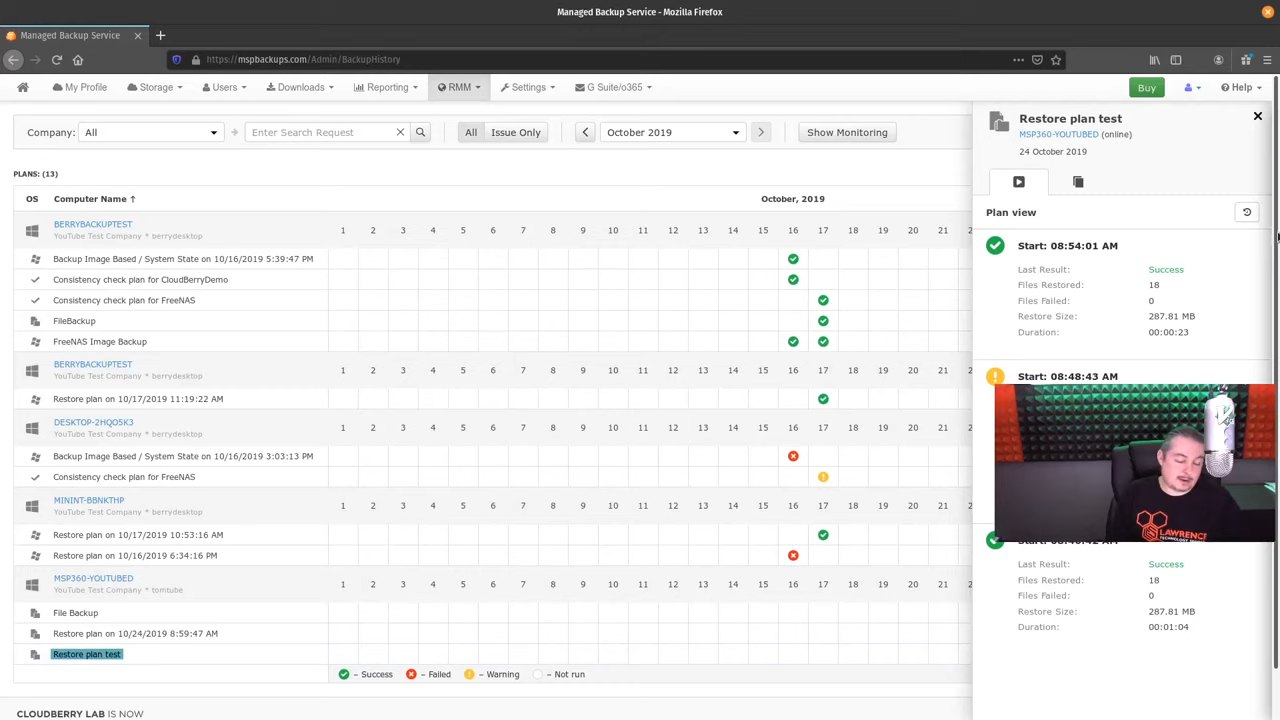 Managed Backup Service - Mozilla Firefox
Managed Backup Service
https://mspbackups.com/Admin/BackupHistory
My Profile Storage Users Downloads Reporting RMM Settings G Suite/o365 Buy Help
Company: All Enter Search Request All Issue Only October 2019 Show Monitoring
PLANS: (13)
OS Computer Name October, 2019
BERRYBACKUPTEST
YouTube Test Company * berrydesktop
1 2 3 4 5 6 7 8 9 10 11 12 13 14 15 16 17 18 19 20 21
Backup Image Based / System State on 10/16/2019 5:39:47 PM
Consistency check plan for CloudBerryDemo
Consistency check plan for FreeNAS
FileBackup
FreeNAS Image Backup
BERRYBACKUPTEST
YouTube Test Company * berrydesktop
1 2 3 4 5 6 7 8 9 10 11 12 13 14 15 16 17 18 19 20 21
Restore plan on 10/17/2019 11:19:22 AM
DESKTOP-2HQO5K3
YouTube Test Company * berrydesktop
1 2 3 4 5 6 7 8 9 10 11 12 13 14 15 16 17 18 19 20 21
Backup Image Based / System State on 10/16/2019 3:03:13 PM
Consistency check plan for FreeNAS
MININT-BBNKTHP
YouTube Test Company * berrydesktop
1 2 3 4 5 6 7 8 9 10 11 12 13 14 15 16 17 18 19 20 21
Restore plan on 10/17/2019 10:53:16 AM
Restore plan on 10/16/2019 6:34:16 PM
MSP360-YOUTUBED
YouTube Test Company * tomtube
1 2 3 4 5 6 7 8 9 10 11 12 13 14 15 16 17 18 19 20 21
File Backup
Restore plan on 10/24/2019 8:59:47 AM
Restore plan test
– Success – Failed – Warning – Not run
CLOUDBERRY LAB IS NOW
Restore plan test
MSP360-YOUTUBED (online)
24 October 2019
Plan view
Start: 08:54:01 AM
Last Result: Success
Files Restored: 18
Files Failed: 0
Restore Size: 287.81 MB
Duration: 00:00:23
Start: 08:48:43 AM
LAWRENCE
Last Result: Success
Files Restored: 18
Files Failed: 0
Restore Size: 287.81 MB
Duration: 00:01:04